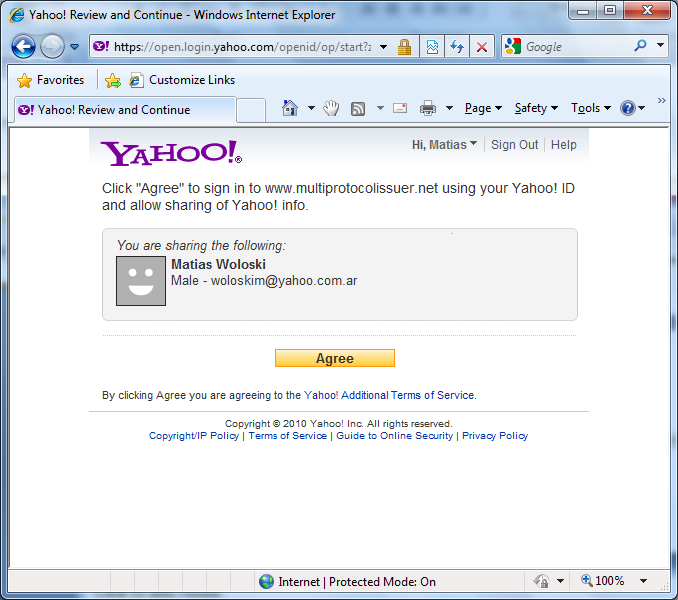 Yahoo! Review and Continue - Windows Internet Explorer
Y! https://open.login.yahoo.com/openid/op/start?z
Google
Favorites
Customize Links
Y! Yahoo! Review and Continue
Page
Safety
Tools
YAHOO!®
Hi, Matias
Sign Out
Help
Click "Agree" to sign in to www.multiprotocolissuer.net using your Yahoo! ID
and allow sharing of Yahoo! info.
You are sharing the following:
Matias Woloski
Male - woloskim@yahoo.com.ar
Agree
By clicking Agree you are agreeing to the Yahoo! Additional Terms of Service.
Copyright © 2010 Yahoo! Inc. All rights reserved.
Copyright/IP Policy | Terms of Service | Guide to Online Security | Privacy Policy
Internet | Protected Mode: On
100%